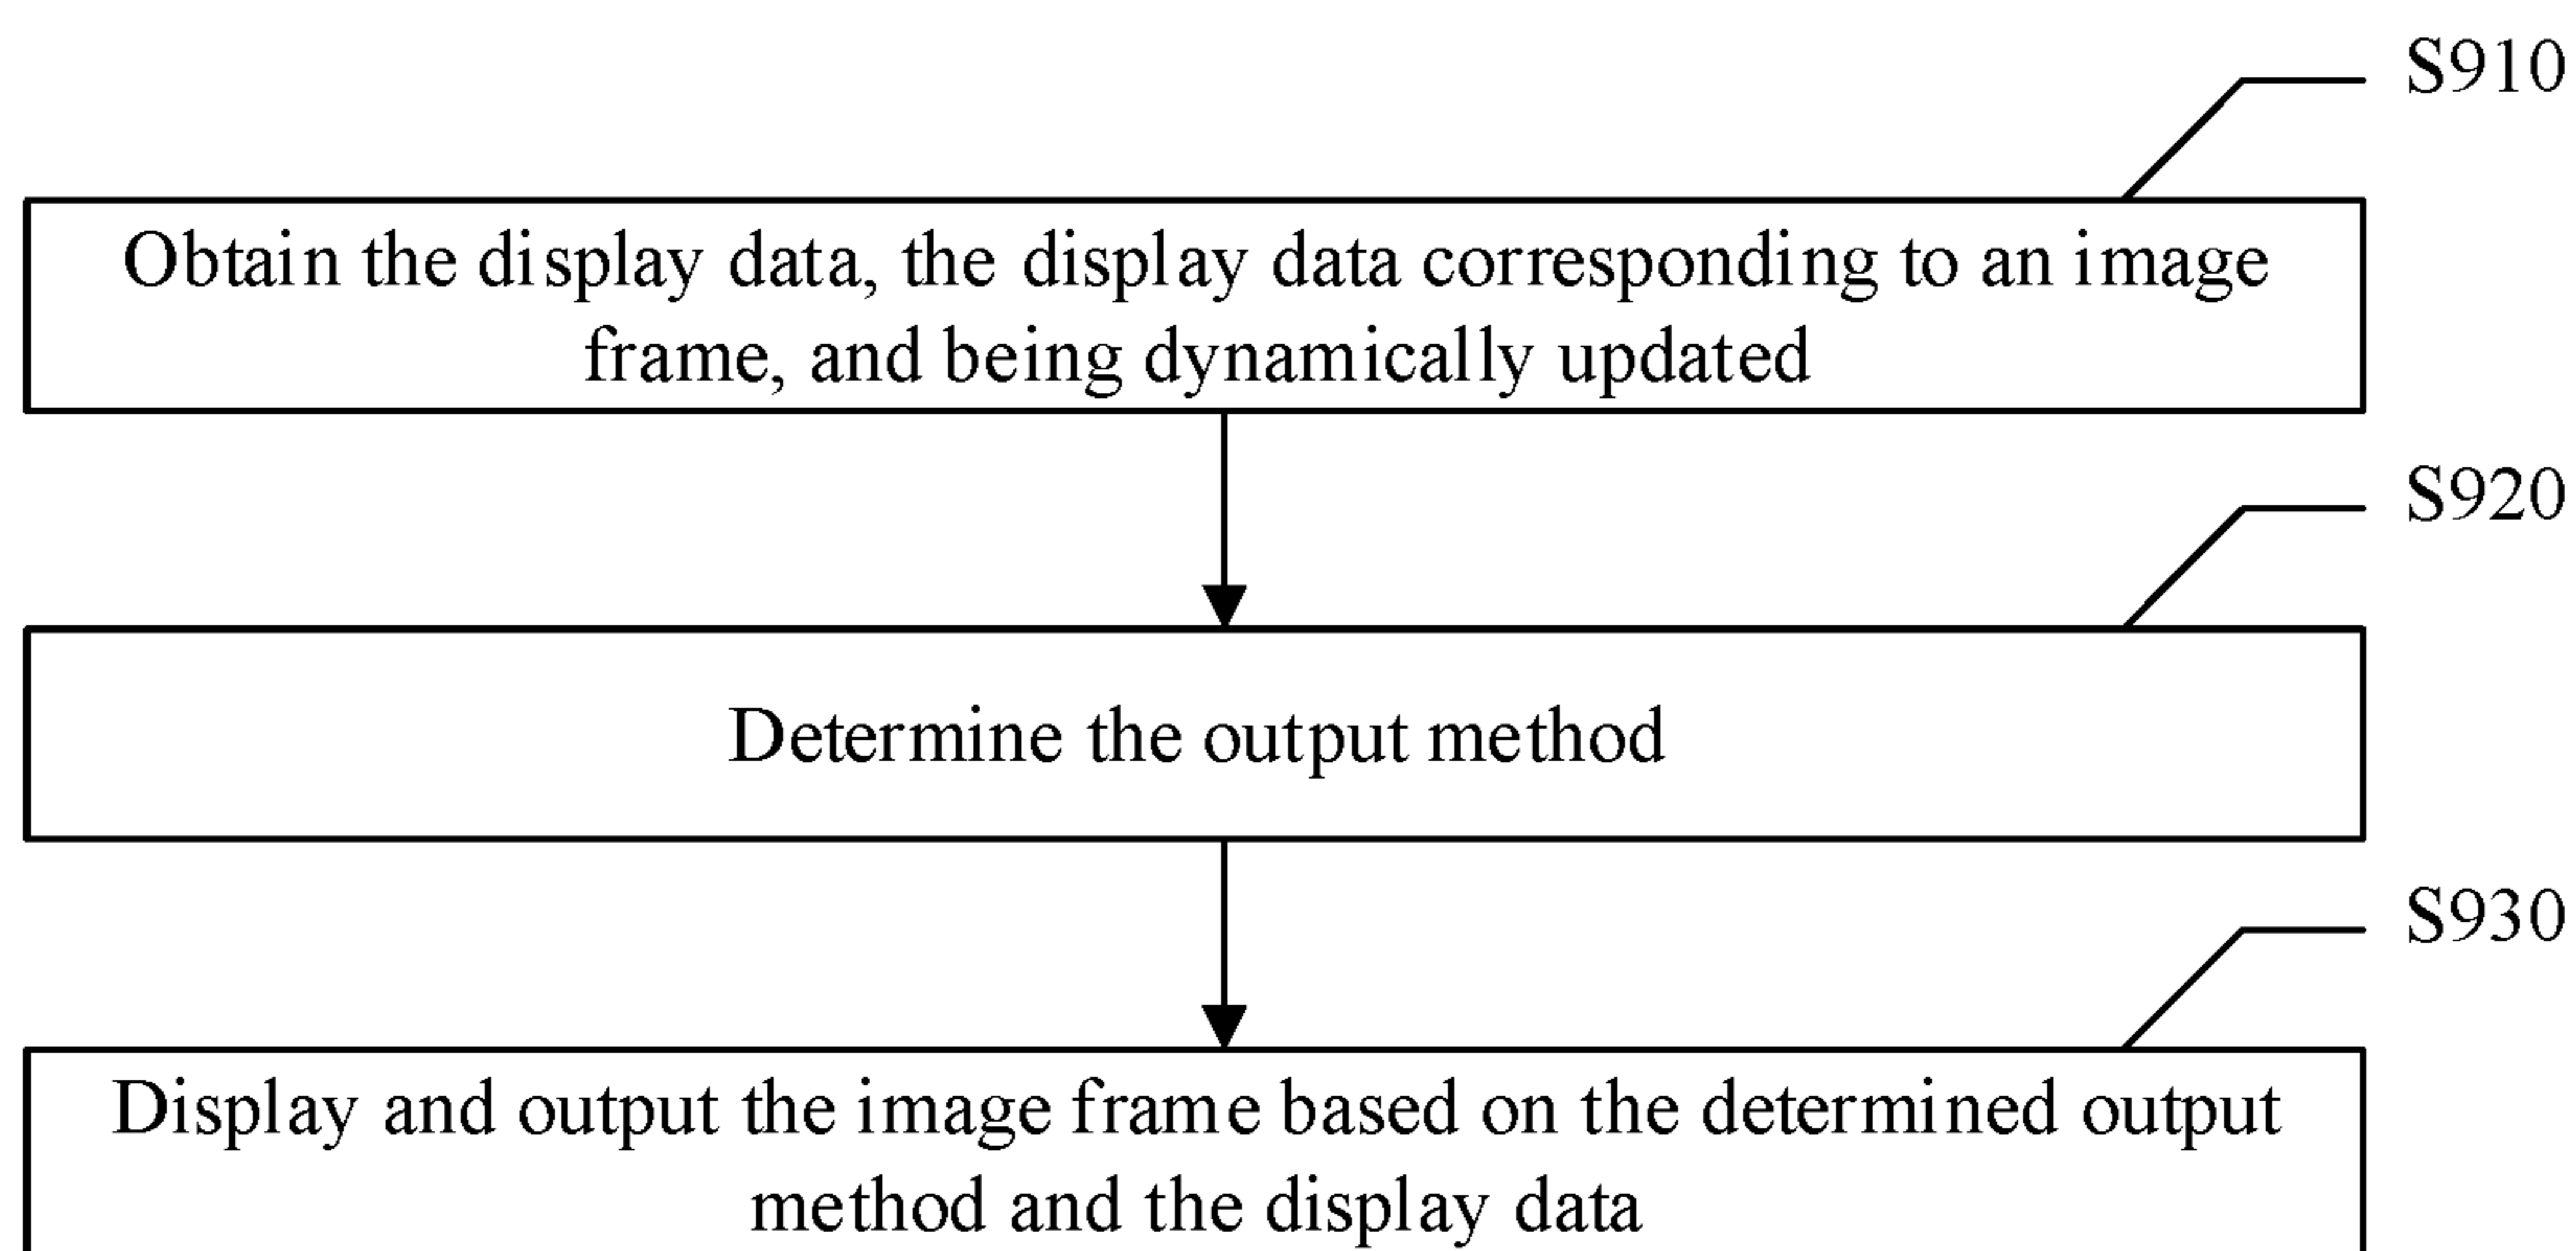 S910
Obtain the display data, the display data corresponding to an image
frame, and being dynamically updated
S920
Determine the output method
S930
Display and output the image frame based on the determined output
method and the display data